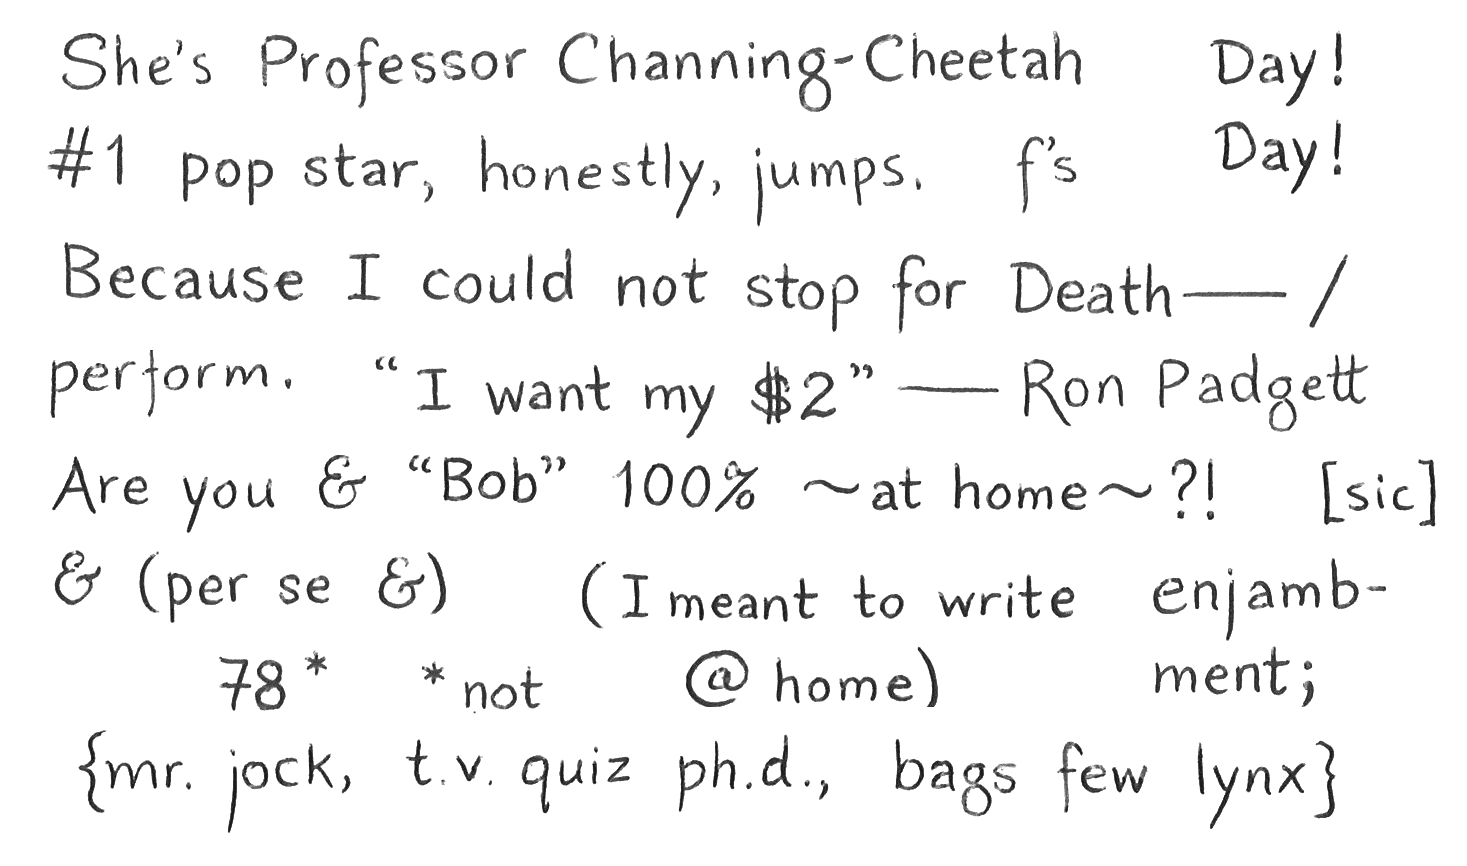 She's Professor Channing-Cheetah Day!
#1 pop star, honestly, jumps. f's Day!
Because I could not stop for Death— /
perform. “I want my $2” — Ron Padgett
Are you & “Bob” 100% ~at home~?! [sic]
& (per se &) (I meant to write enjamb-
78* *not @ home) ment;
{mr. jock, t.v. quiz ph.d., bags few lynx}